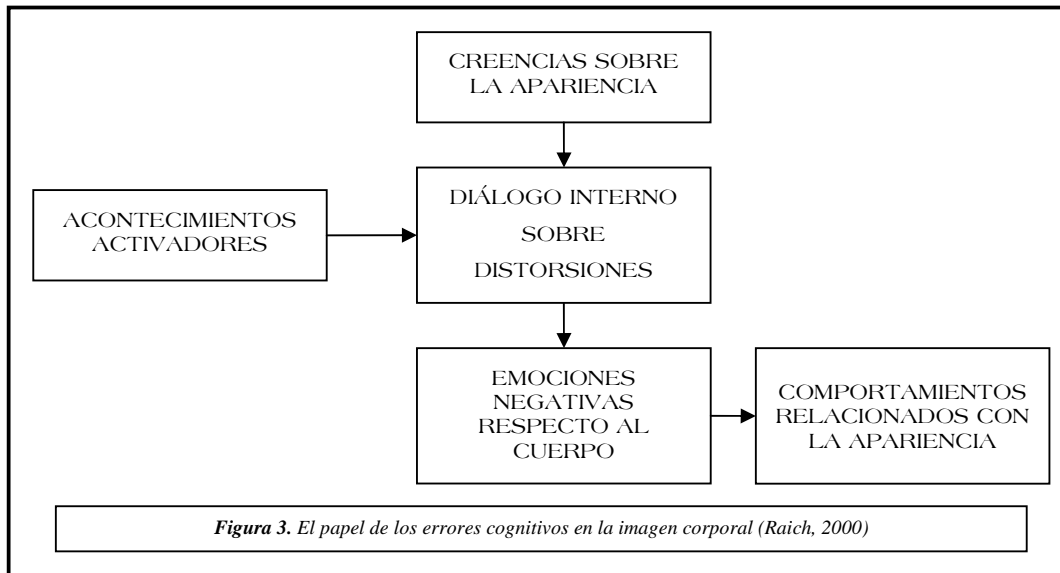 CREENCIAS SOBRE
LA APARIENCIA
ACONTECIMIENTOS
ACTIVADORES
DIÁLOGO INTERNO
SOBRE
DISTORSIONES
EMOCIONES
NEGATIVAS
RESPECTO AL
CUERPO
COMPORTAMIENTOS
RELACIONADOS CON
LA APARIENCIA
Figura 3. El papel de los errores cognitivos en la imagen corporal (Raich, 2000)